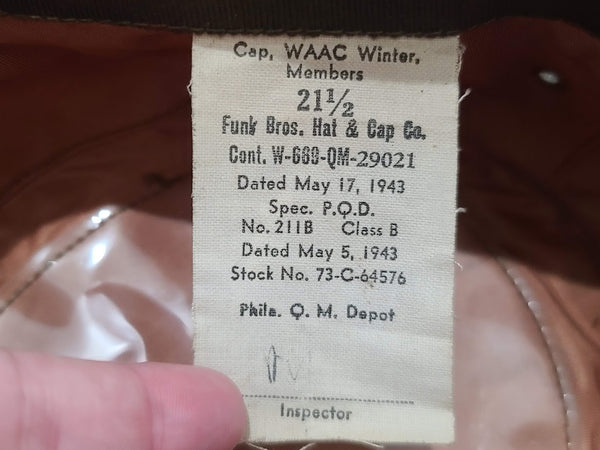 Cap, WAAC Winter,
Members
21½
Funk Bros. Hat & Cap Co.
Cont. W-669-QM-29021
Dated May 17, 1943
Spec. P.Q.D.
No. 211B Class B
Dated May 5, 1943
Stock No. 73-C-64576
Phila. Q. M. Depot
Inspector